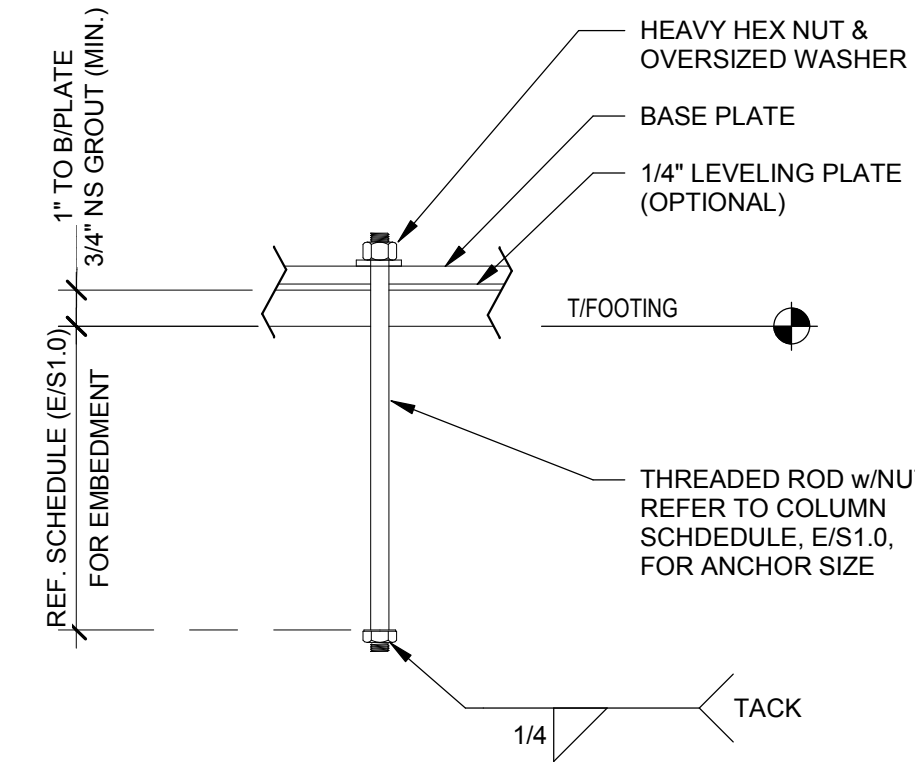 HEAVY HEX NUT &
OVERSIZED WASHER
BASE PLATE
1/4" LEVELING PLATE
(OPTIONAL)
1" TO B/PLATE
3/4" NS GROUT (MIN.)
T/FOOTING
REF. SCHEDULE (E/S1.0)
FOR EMBEDMENT
THREADED ROD w/NU
REFER TO COLUMN
SCHDEDULE, E/S1.0,
FOR ANCHOR SIZE
1/4
TACK